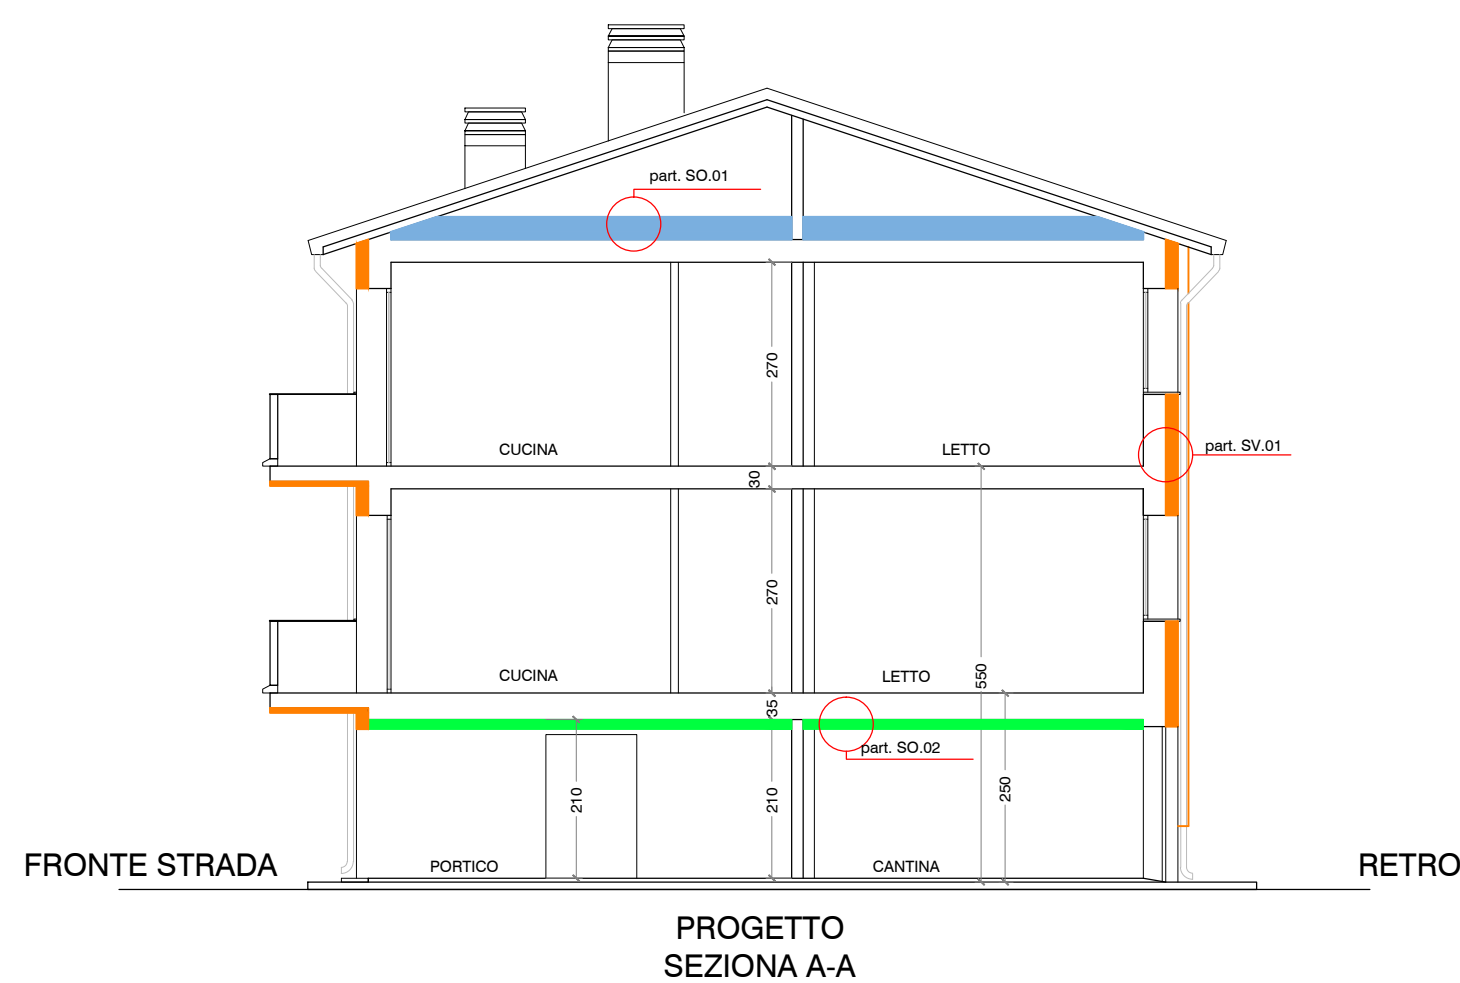 part. SO.01
270
CUCINA
LETTO
part. SV.01
30
270
CUCINA
LETTO
550
35
part. SO.02
210
210
250
FRONTE STRADA
PORTICO
CANTINA
RETRO
PROGETTO
SEZIONA A-A